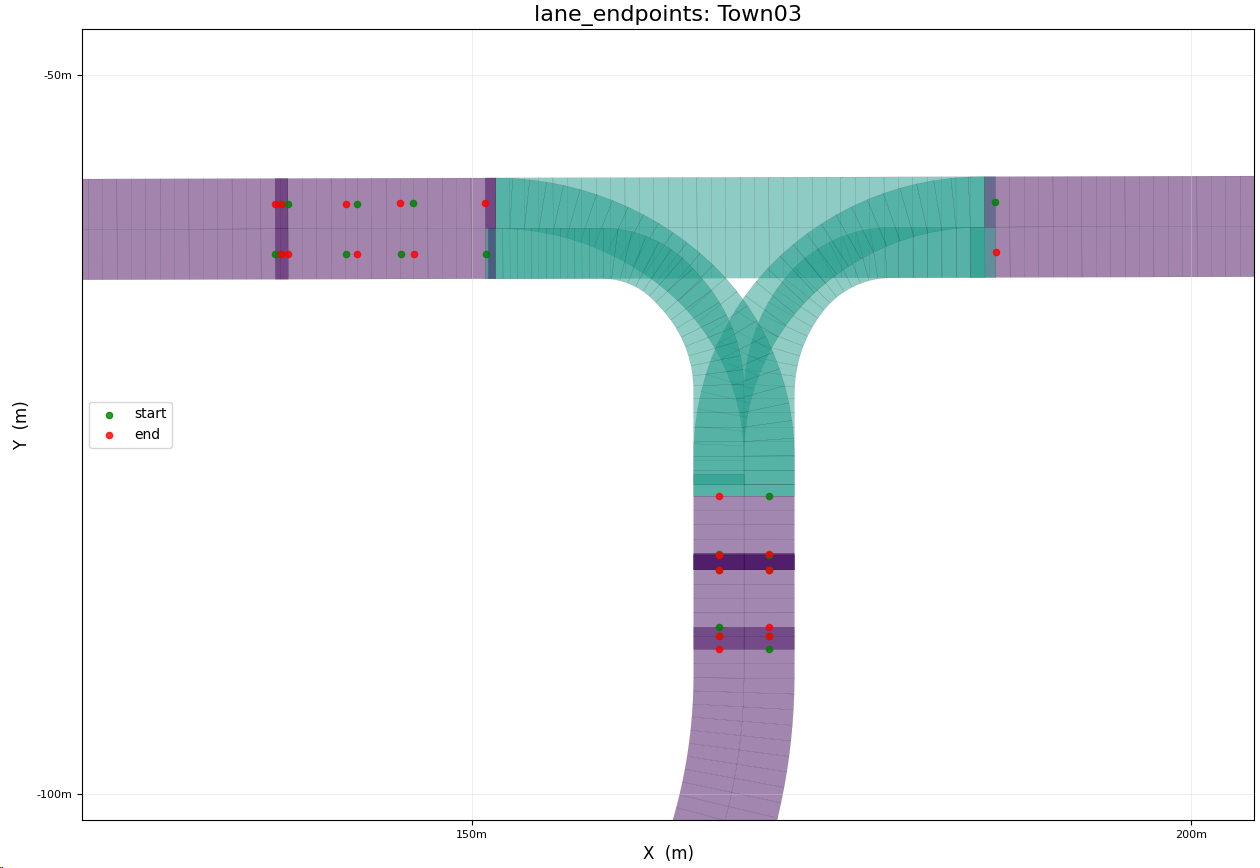 lane_endpoints: Town03
-50m
start
end
Y (m)
-100m
150m
200m
X (m)